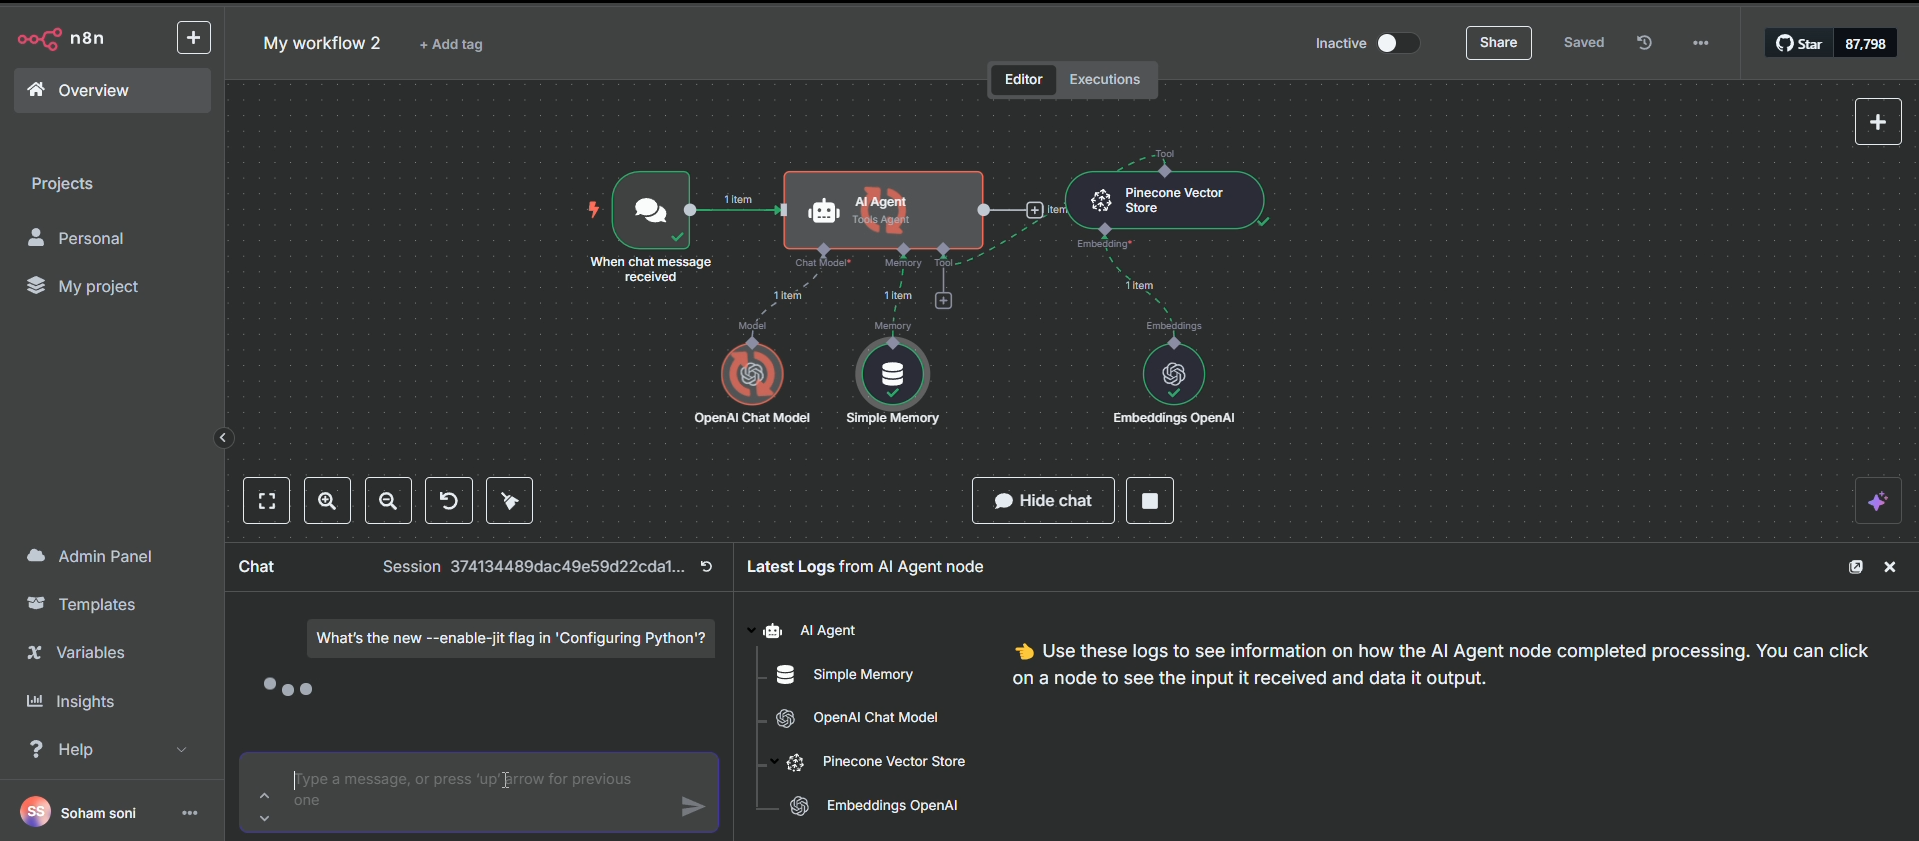 n8n
My workflow 2
+ Add tag
Inactive
Share
Saved
Star
87,798
Editor
Executions
Overview
Projects
Personal
My project
Admin Panel
Templates
Variables
Insights
Help
SS
Soham soni
When chat message
received
1 item
AI Agent
Tools Agent
Chat Model*
Memory
Tool
item
Tool
Pinecone Vector
Store
Embedding*
1 item
1 item
1 item
Model
Memory
Embeddings
OpenAI Chat Model
Simple Memory
Embeddings OpenAI
Hide chat
Chat
Session 374134489dac49e59d22cda1...
What's the new --enable-jit flag in 'Configuring Python'?
Type a message, or press 'up' arrow for previous
one
Latest Logs from AI Agent node
AI Agent
Simple Memory
OpenAI Chat Model
Pinecone Vector Store
Embeddings OpenAI
👈 Use these logs to see information on how the AI Agent node completed processing. You can click
on a node to see the input it received and data it output.